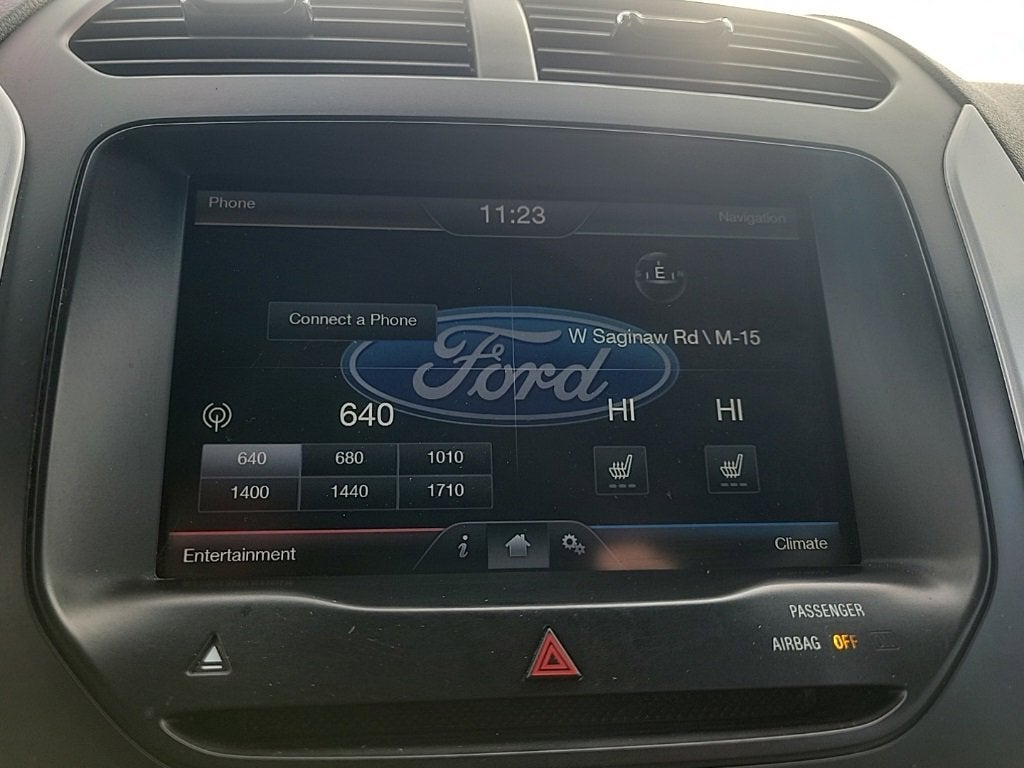 Phone
11:23
Navigation
E
Connect a Phone
W Saginaw Rd \ M-15
Ford
640
HI HI
640 680 1010
1400 1440 1710
i
Entertainment
Climate
PASSENGER
AIRBAG OFF